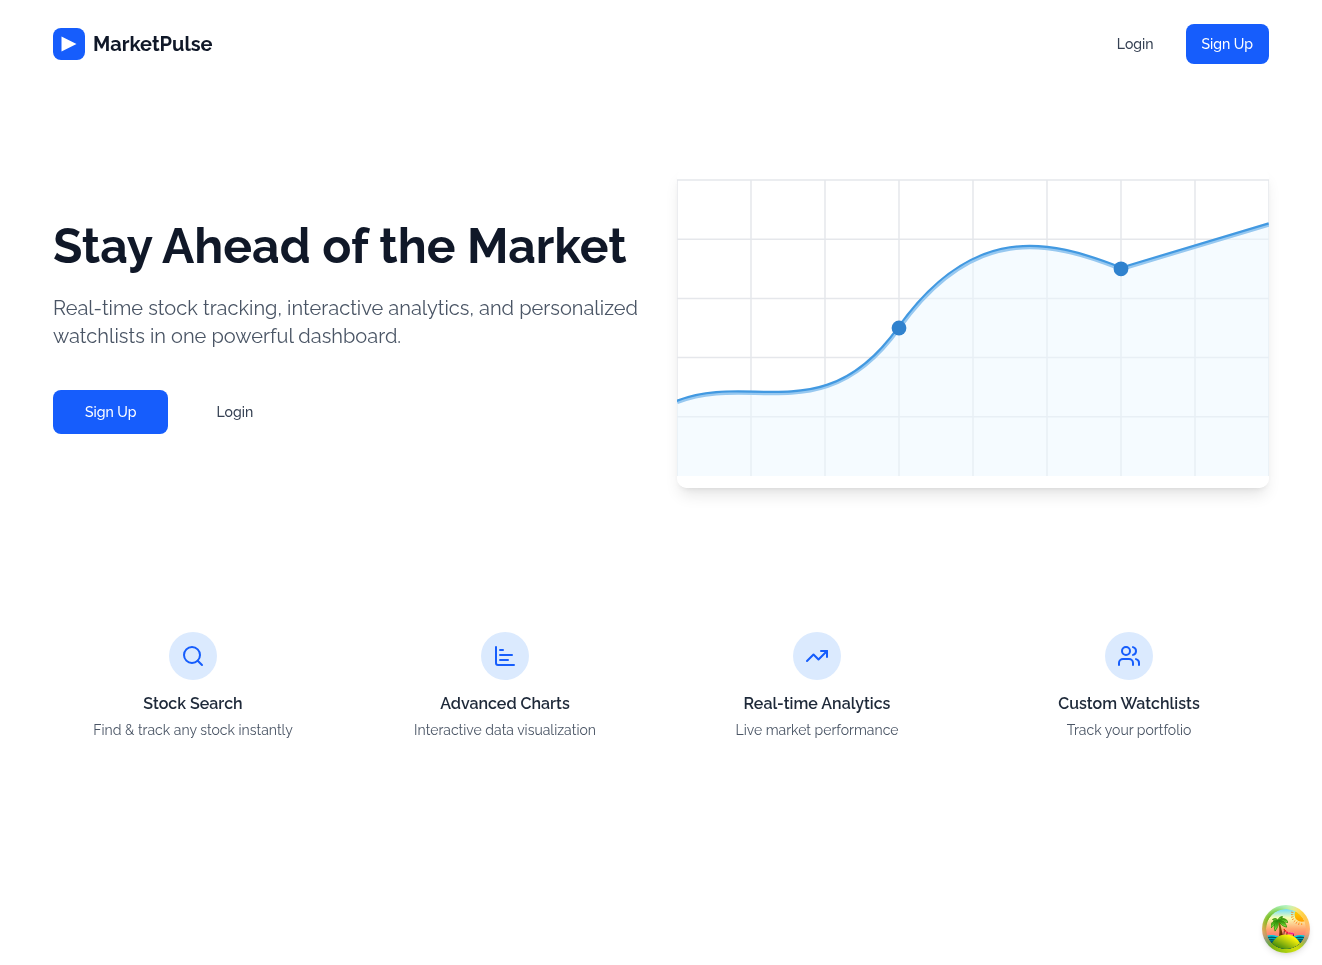 MarketPulse
Login
Sign Up
Stay Ahead of the Market
Real-time stock tracking, interactive analytics, and personalized
watchlists in one powerful dashboard.
Sign Up
Login
Stock Search
Find & track any stock instantly
Advanced Charts
Interactive data visualization
Real-time Analytics
Live market performance
Custom Watchlists
Track your portfolio